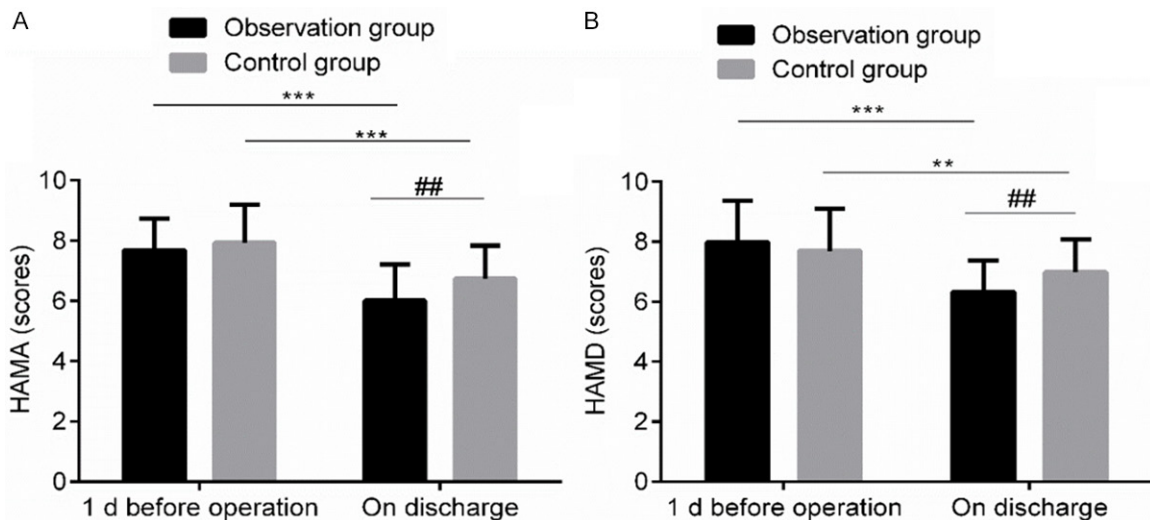 A
Observation group
Control group
***
***
##
10
8
6
4
2
0
HAMA (scores)
1 d before operation
On discharge
B
Observation group
Control group
***
**
##
10
8
6
4
2
0
HAMD (scores)
1 d before operation
On discharge